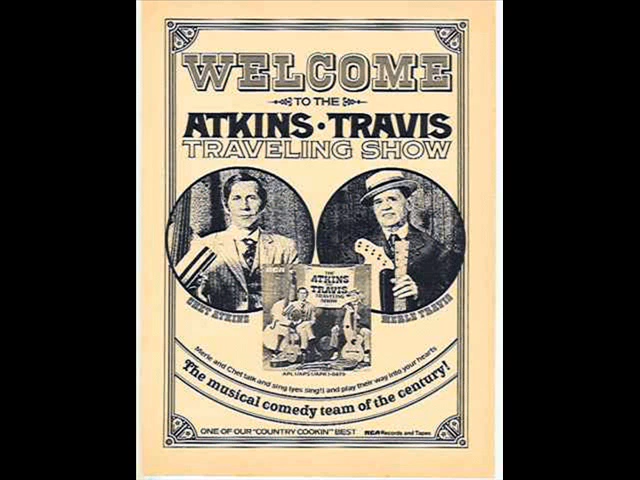 WELCOME
TO THE
ATKINS·TRAVIS
TRAVELING SHOW
CHET ATKINS
MERLE TRAVIS
RCA
THE
ATKINS
TRAVIS
TRAVELING
SHOW
Merle and Chet talk and sing (yes sing!) and play their way into your hearts
The musical comedy team of the century!
ONE OF OUR "COUNTRY COOKIN'" BEST
RCA Records and Tapes